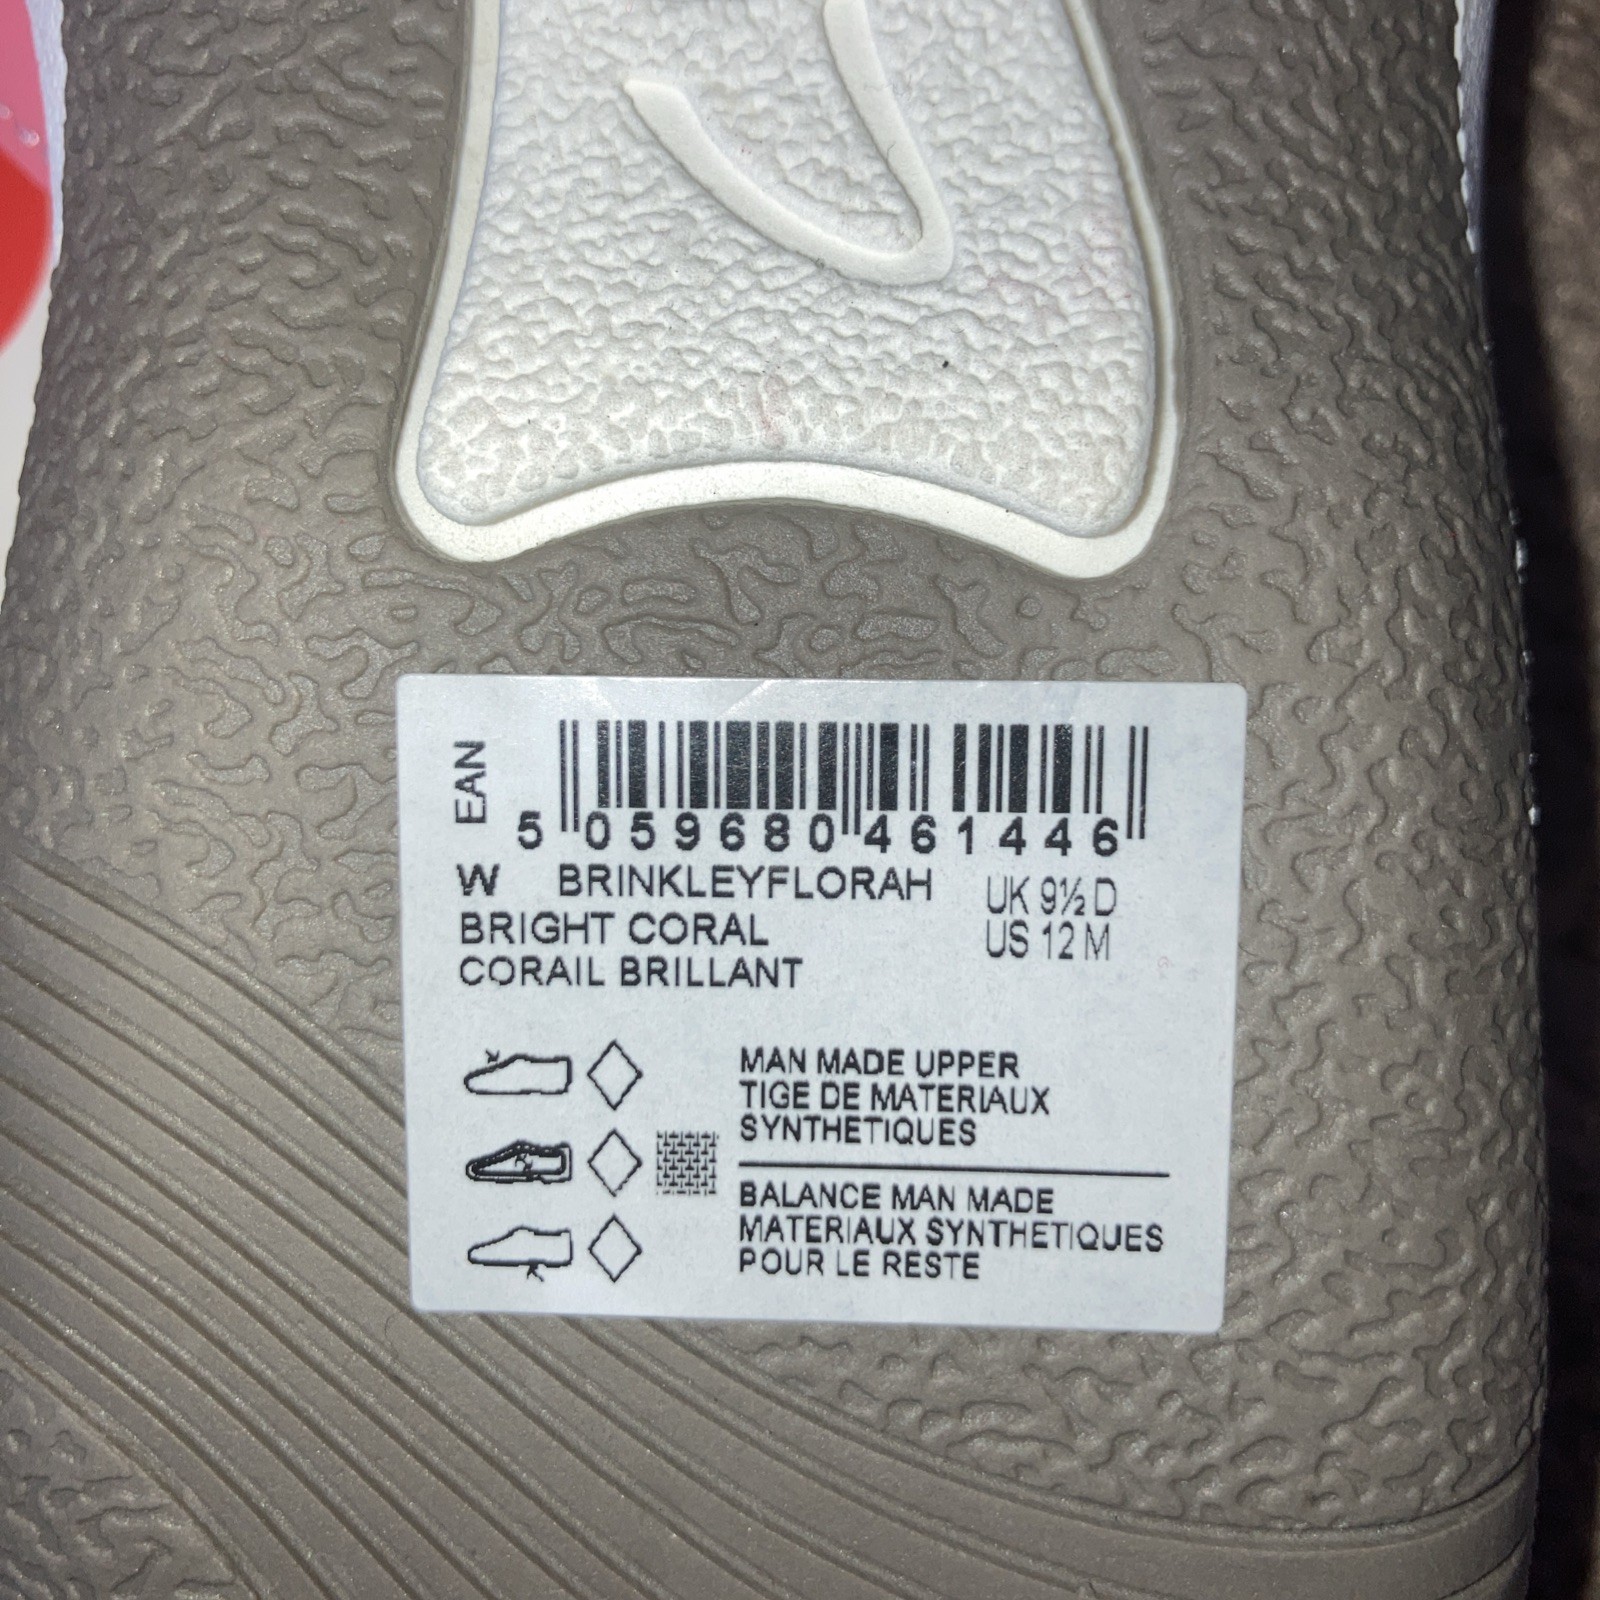 EAN
5 059680 461446
W BRINKLEYFLORAH UK 9½ D
BRIGHT CORAL US 12 M
CORAIL BRILLANT
MAN MADE UPPER
TIGE DE MATERIAUX
SYNTHETIQUES
BALANCE MAN MADE
MATERIAUX SYNTHETIQUES
POUR LE RESTE